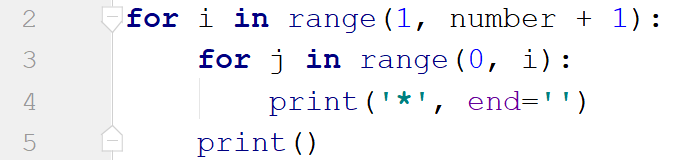 2 for i in range(1, number + 1):
3     for j in range(0, i):
4         print('*', end='')
5     print()